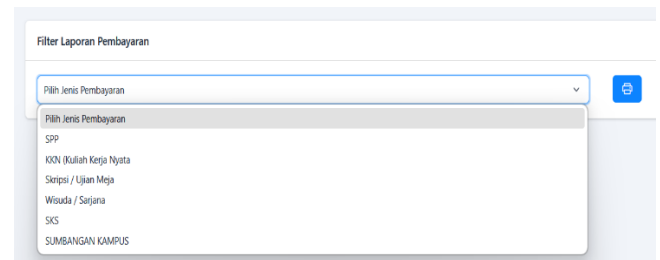 Filter Laporan Pembayaran
Pilih Jenis Pembayaran
Pilih Jenis Pembayaran
SPP
KKN (Kuliah Kerja Nyata
Skripsi / Ujian Meja
Wisuda / Sarjana
SKS
SUMBANGAN KAMPUS